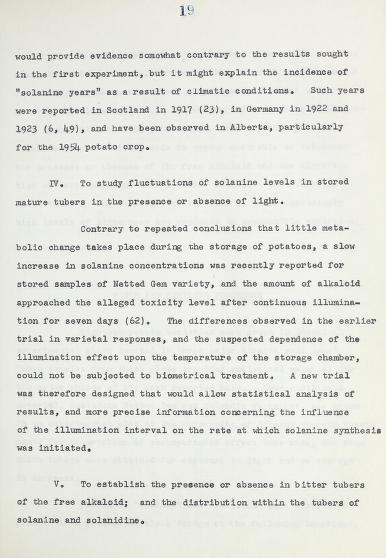 19
would provide evidence somewhat contrary to the results sought
in the first experiment, but it might explain the incidence of
"solanine years" as a result of climatic conditions. Such years
were reported in Scotland in 1917 (23), in Germany in 1922 and
1923 (6, 49), and have been observed in Alberta, particularly
for the 1954 potato crop.
IV. To study fluctuations of solanine levels in stored
mature tubers in the presence or absence of light.
Contrary to repeated conclusions that little meta-
bolic change takes place during the storage of potatoes, a slow
increase in solanine concentrations was recently reported for
stored samples of Netted Gem variety, and the amount of alkaloid
approached the alleged toxicity level after continuous illumina-
tion for seven days (62). The differences observed in the earlier
trial in varietal responses, and the suspected dependence of the
illumination effect upon the temperature of the storage chamber,
could not be subjected to biometrical treatment. A new trial
was therefore designed that would allow statistical analysis of
results, and more precise information concerning the influence
of the illumination interval on the rate at which solanine synthesis
was initiated.
V. To establish the presence or absence in bitter tubers
of the free alkaloid; and the distribution within the tubers of
solanine and solanidine.